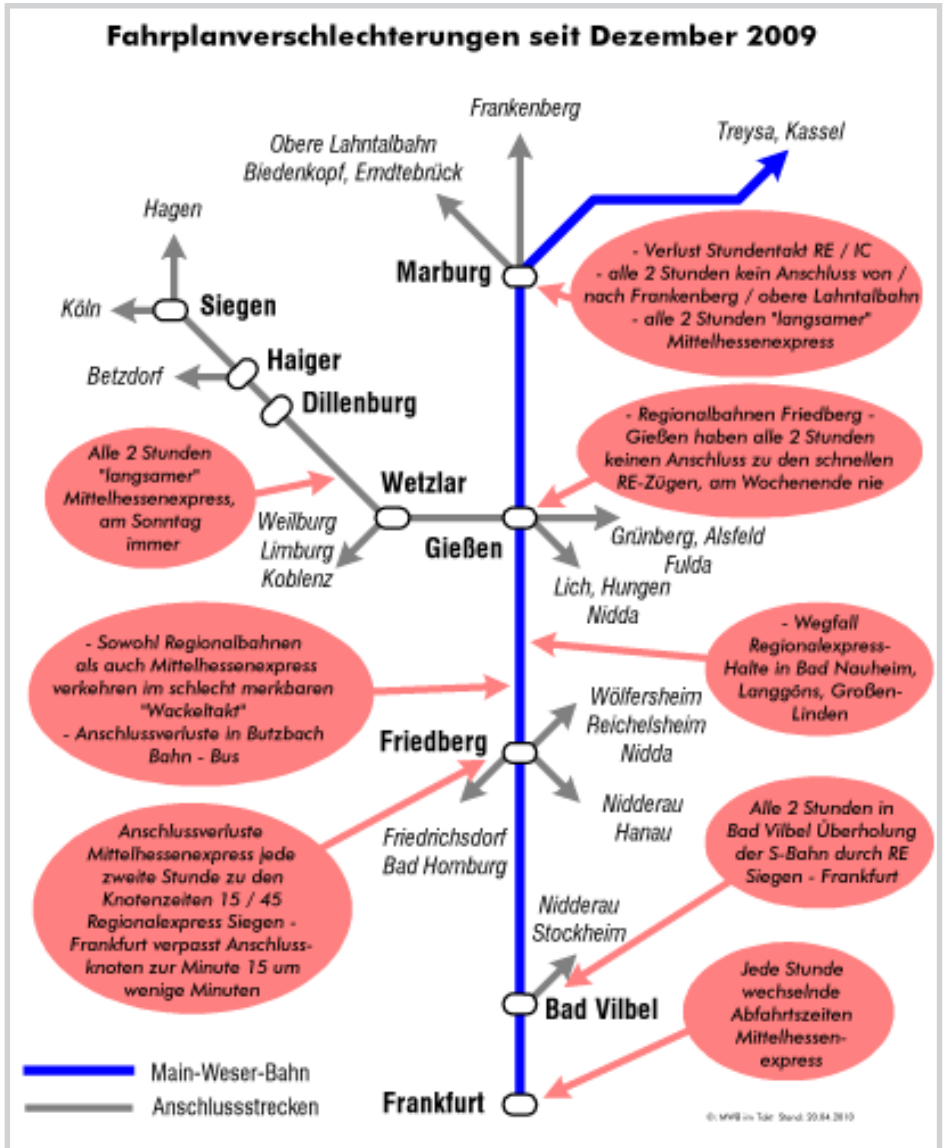 Fahrplanverschlechterungen seit Dezember 2009
Frankenberg
Obere Lahntalbahn
Biedenkopf, Erndtebrück
Treysa, Kassel
Hagen
Marburg
- Verlust Stundentakt RE / IC
- alle 2 Stunden kein Anschluss von /
nach Frankenberg / obere Lahntalbahn
- alle 2 Stunden "langsamer"
Mittelhessenexpress
Köln
Siegen
Haiger
Betzdorf
Dillenburg
- Regionalbahnen Friedberg -
Gießen haben alle 2 Stunden
keinen Anschluss zu den schnellen
RE-Zügen, am Wochenende nie
Alle 2 Stunden
"langsamer"
Mittelhessenexpress,
am Sonntag
immer
Wetzlar
Weilburg
Limburg
Koblenz
Gießen
Grünberg, Alsfeld
Fulda
Lich, Hungen
Nidda
- Sowohl Regionalbahnen
als auch Mittelhessenexpress
verkehren im schlecht merkbaren
"Wackeltakt"
- Anschlussverluste in Butzbach
Bahn - Bus
- Wegfall
Regionalexpress-
Halte in Bad Nauheim,
Langgöns, Großen-
Linden
Wölfersheim
Reichelsheim
Nidda
Friedberg
Nidderau
Hanau
Friedrichsdorf
Bad Homburg
Anschlussverluste
Mittelhessenexpress jede
zweite Stunde zu den
Knotenzeiten 15 / 45
Regionalexpress Siegen -
Frankfurt verpasst Anschluss-
knoten zur Minute 15 um
wenige Minuten
Alle 2 Stunden in
Bad Vilbel Überholung
der S-Bahn durch RE
Siegen - Frankfurt
Nidderau
Stockheim
Bad Vilbel
Jede Stunde
wechselnde
Abfahrtszeiten
Mittelhessen-
express
Main-Weser-Bahn
Anschlussstrecken
Frankfurt
©: MWB im Takt Stand: 20.04.2010